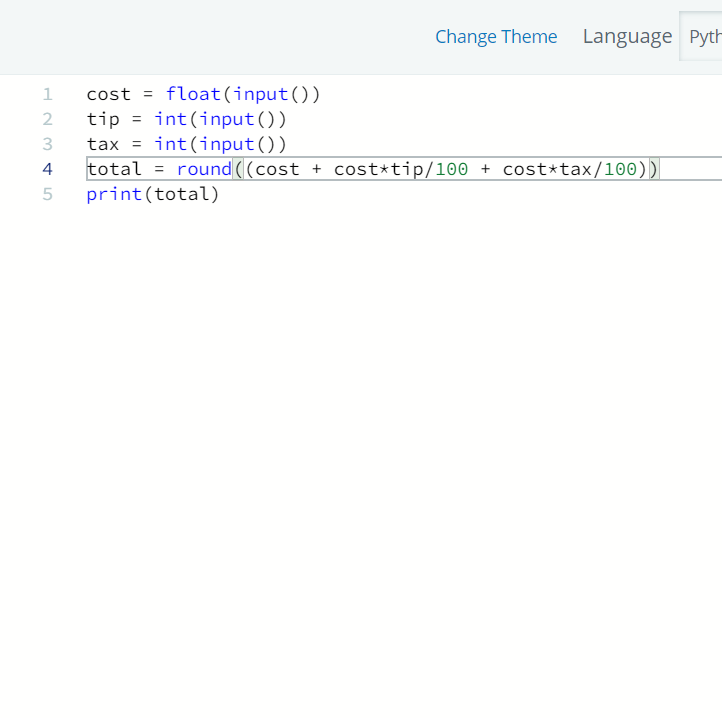 Change Theme Language Pyth
1 cost = float(input())
2 tip = int(input())
3 tax = int(input())
4 total = round((cost + cost*tip/100 + cost*tax/100))
5 print(total)